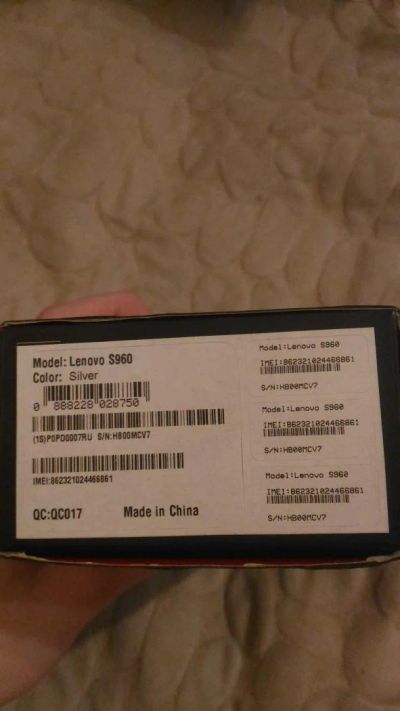 Model: Lenovo S960
Color: Silver
0 888228 028750
(1S)P0PD0007RU S/N:HB00MCV7
IMEI:862321024466861
QC:QC017 Made in China
Model:Lenovo S960
IMEI:862321024466861
S/N:HB00MCV7
Model:Lenovo S960
IMEI:862321024466861
S/N:HB00MCV7
Model:Lenovo S960
IMEI:862321024466861
S/N:HB00MCV7